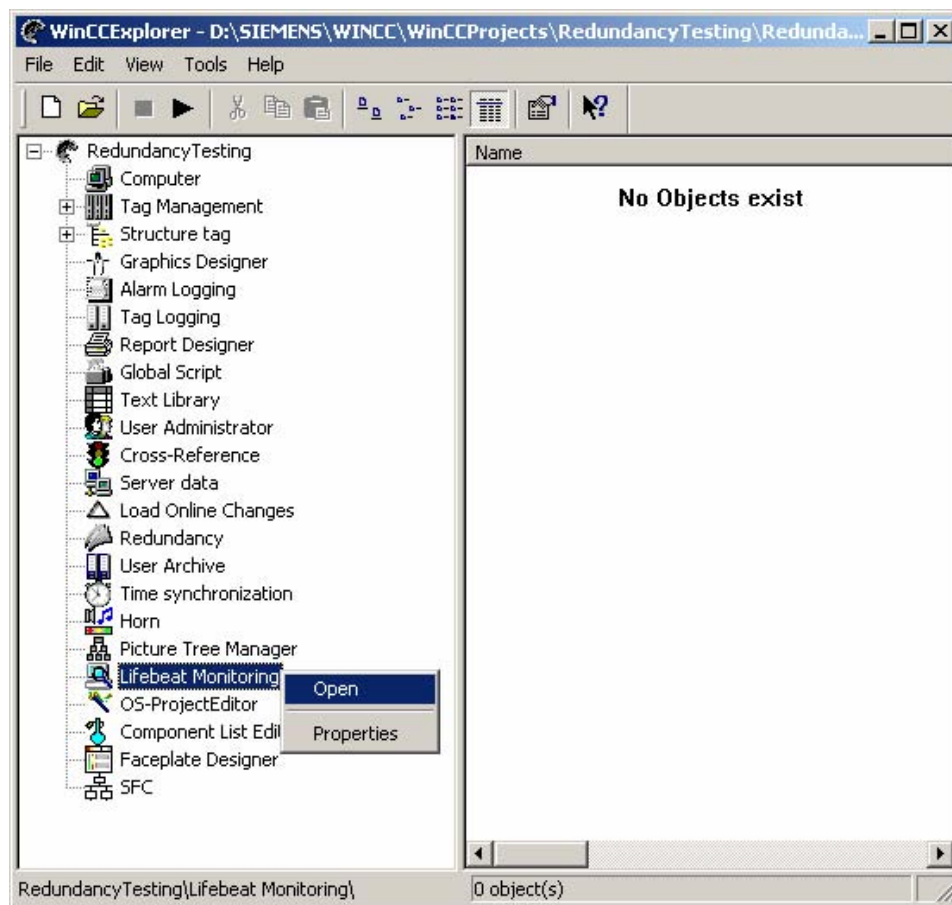 WinCCExplorer - D:\SIEMENS\WINCC\WinCCProjects\RedundancyTesting\Redunda...
File Edit View Tools Help
RedundancyTesting
Computer
Tag Management
Structure tag
Graphics Designer
Alarm Logging
Tag Logging
Report Designer
Global Script
Text Library
User Administrator
Cross-Reference
Server data
Load Online Changes
Redundancy
User Archive
Time synchronization
Horn
Picture Tree Manager
Lifebeat Monitoring
OS-ProjectEditor
Component List Edi
Faceplate Designer
SFC
Open
Properties
Name
No Objects exist
RedundancyTesting\Lifebeat Monitoring\
0 object(s)